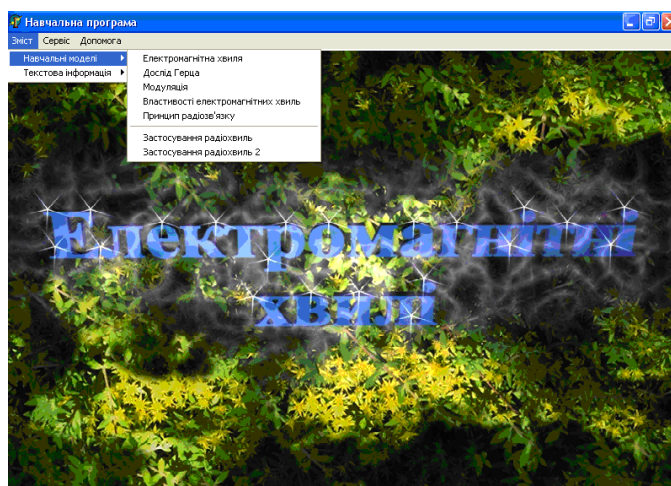 Навчальна програма
Зміст Сервіс Допомога
Навчальні моделі
Текстова інформація
Електромагнітна хвиля
Дослід Герца
Модуляція
Властивості електромагнітних хвиль
Принцип радіозв'язку
Застосування радіохвиль
Застосування радіохвиль 2
Електромагнітні
хвилі